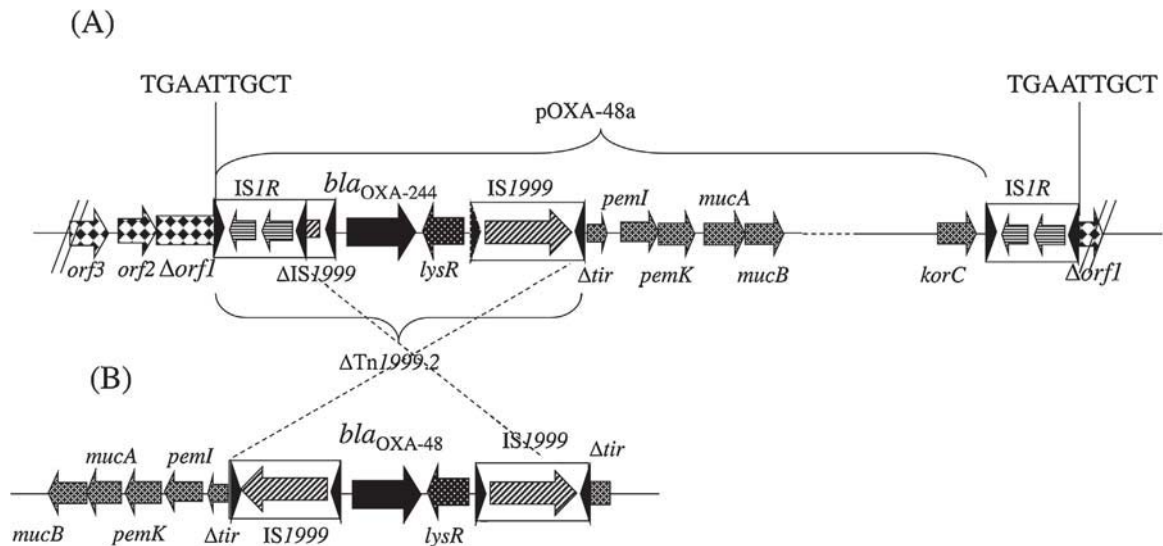 (A)
TGAATTGCT TGAATTGCT
pOXA-48a
IS1R blaOXA-244 IS1999 pemI mucA IS1R
orf3 orf2 Δorf1 ΔIS1999 lysR Δtir pemK mucB korC Δorf1
ΔTn1999-2
(B)
mucA pemI blaOXA-48 IS1999 Δtir
mucB pemK Δtir IS1999 lysR